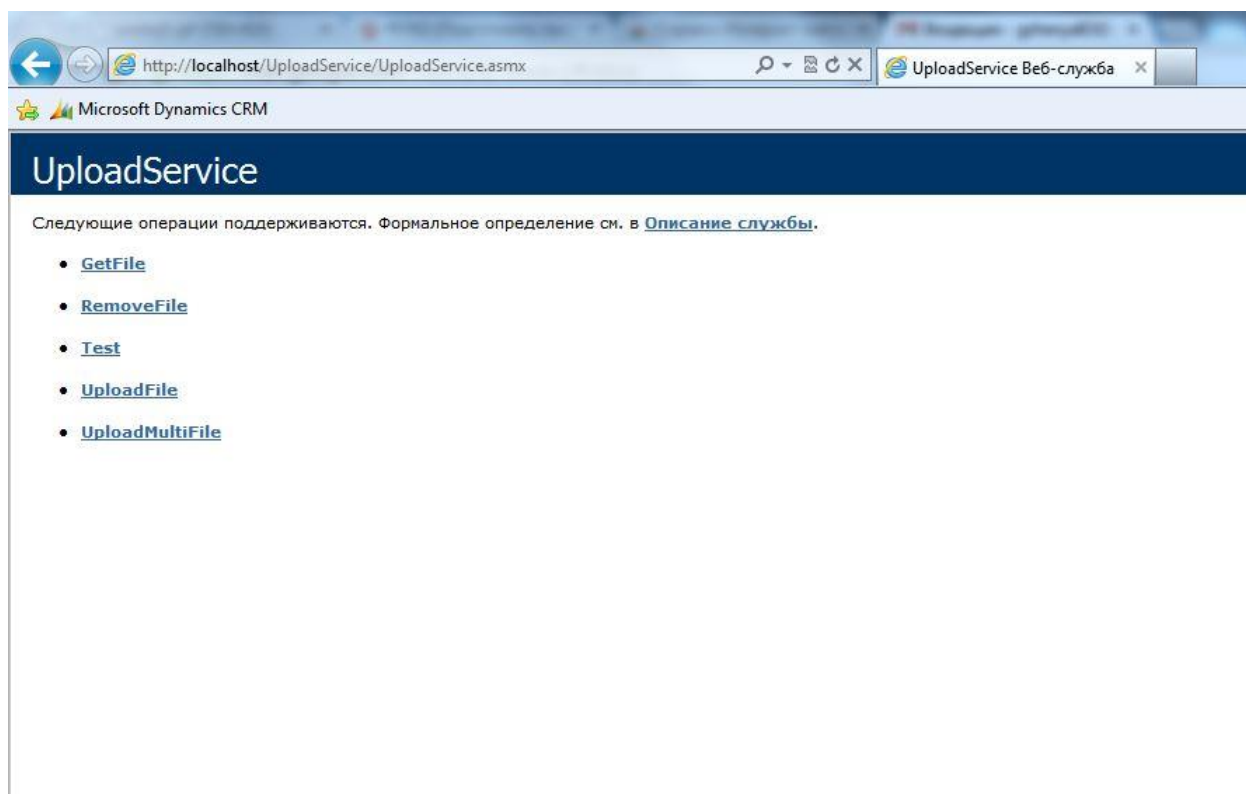 http://localhost/UploadService/UploadService.asmx
UploadService Веб-служба
Microsoft Dynamics CRM
UploadService
Следующие операции поддерживаются. Формальное определение см. в Описание службы.
GetFile
RemoveFile
Test
UploadFile
UploadMultiFile